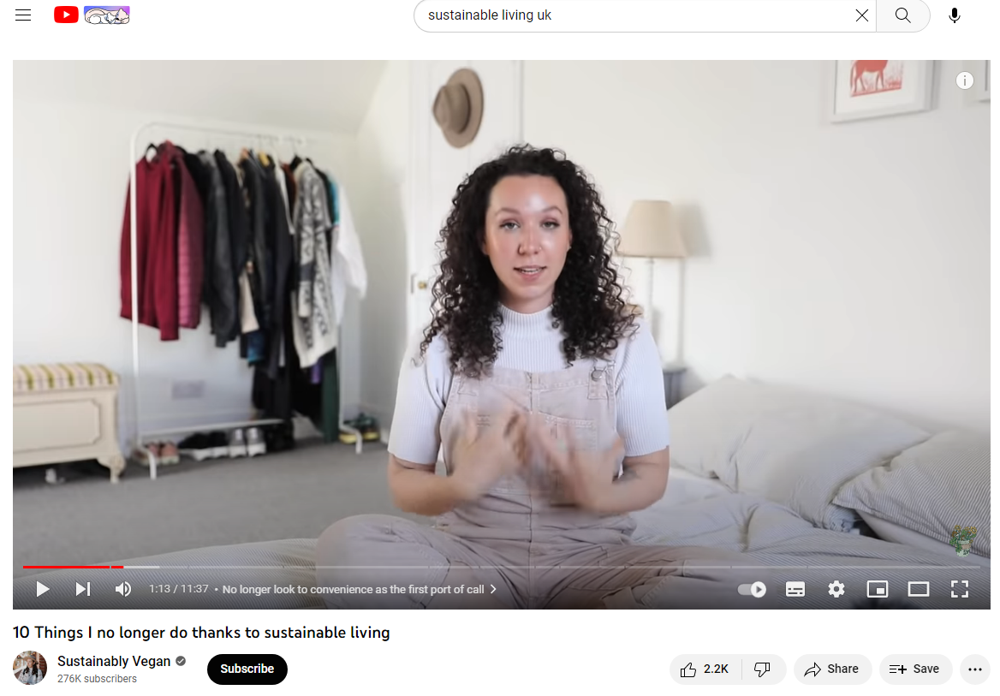 sustainable living uk
1:13 / 11:37 • No longer look to convenience as the first port of call
10 Things I no longer do thanks to sustainable living
Sustainably Vegan
276K subscribers
Subscribe
2.2K
Share
Save